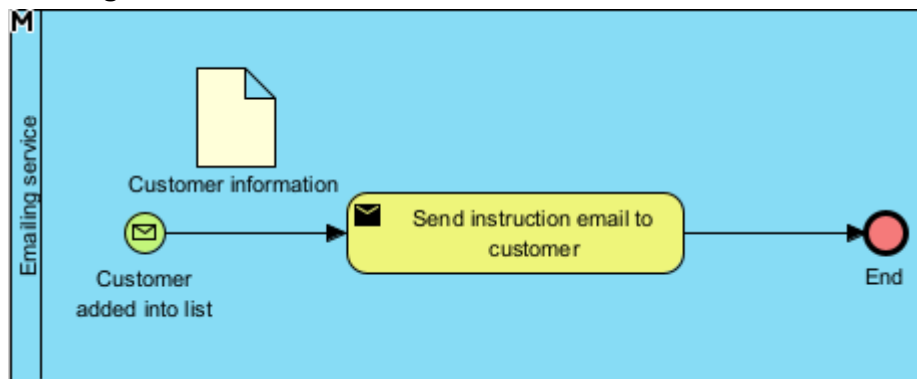 M
Emailing service
Customer information
Send instruction email to
customer
Customer
added into list
End